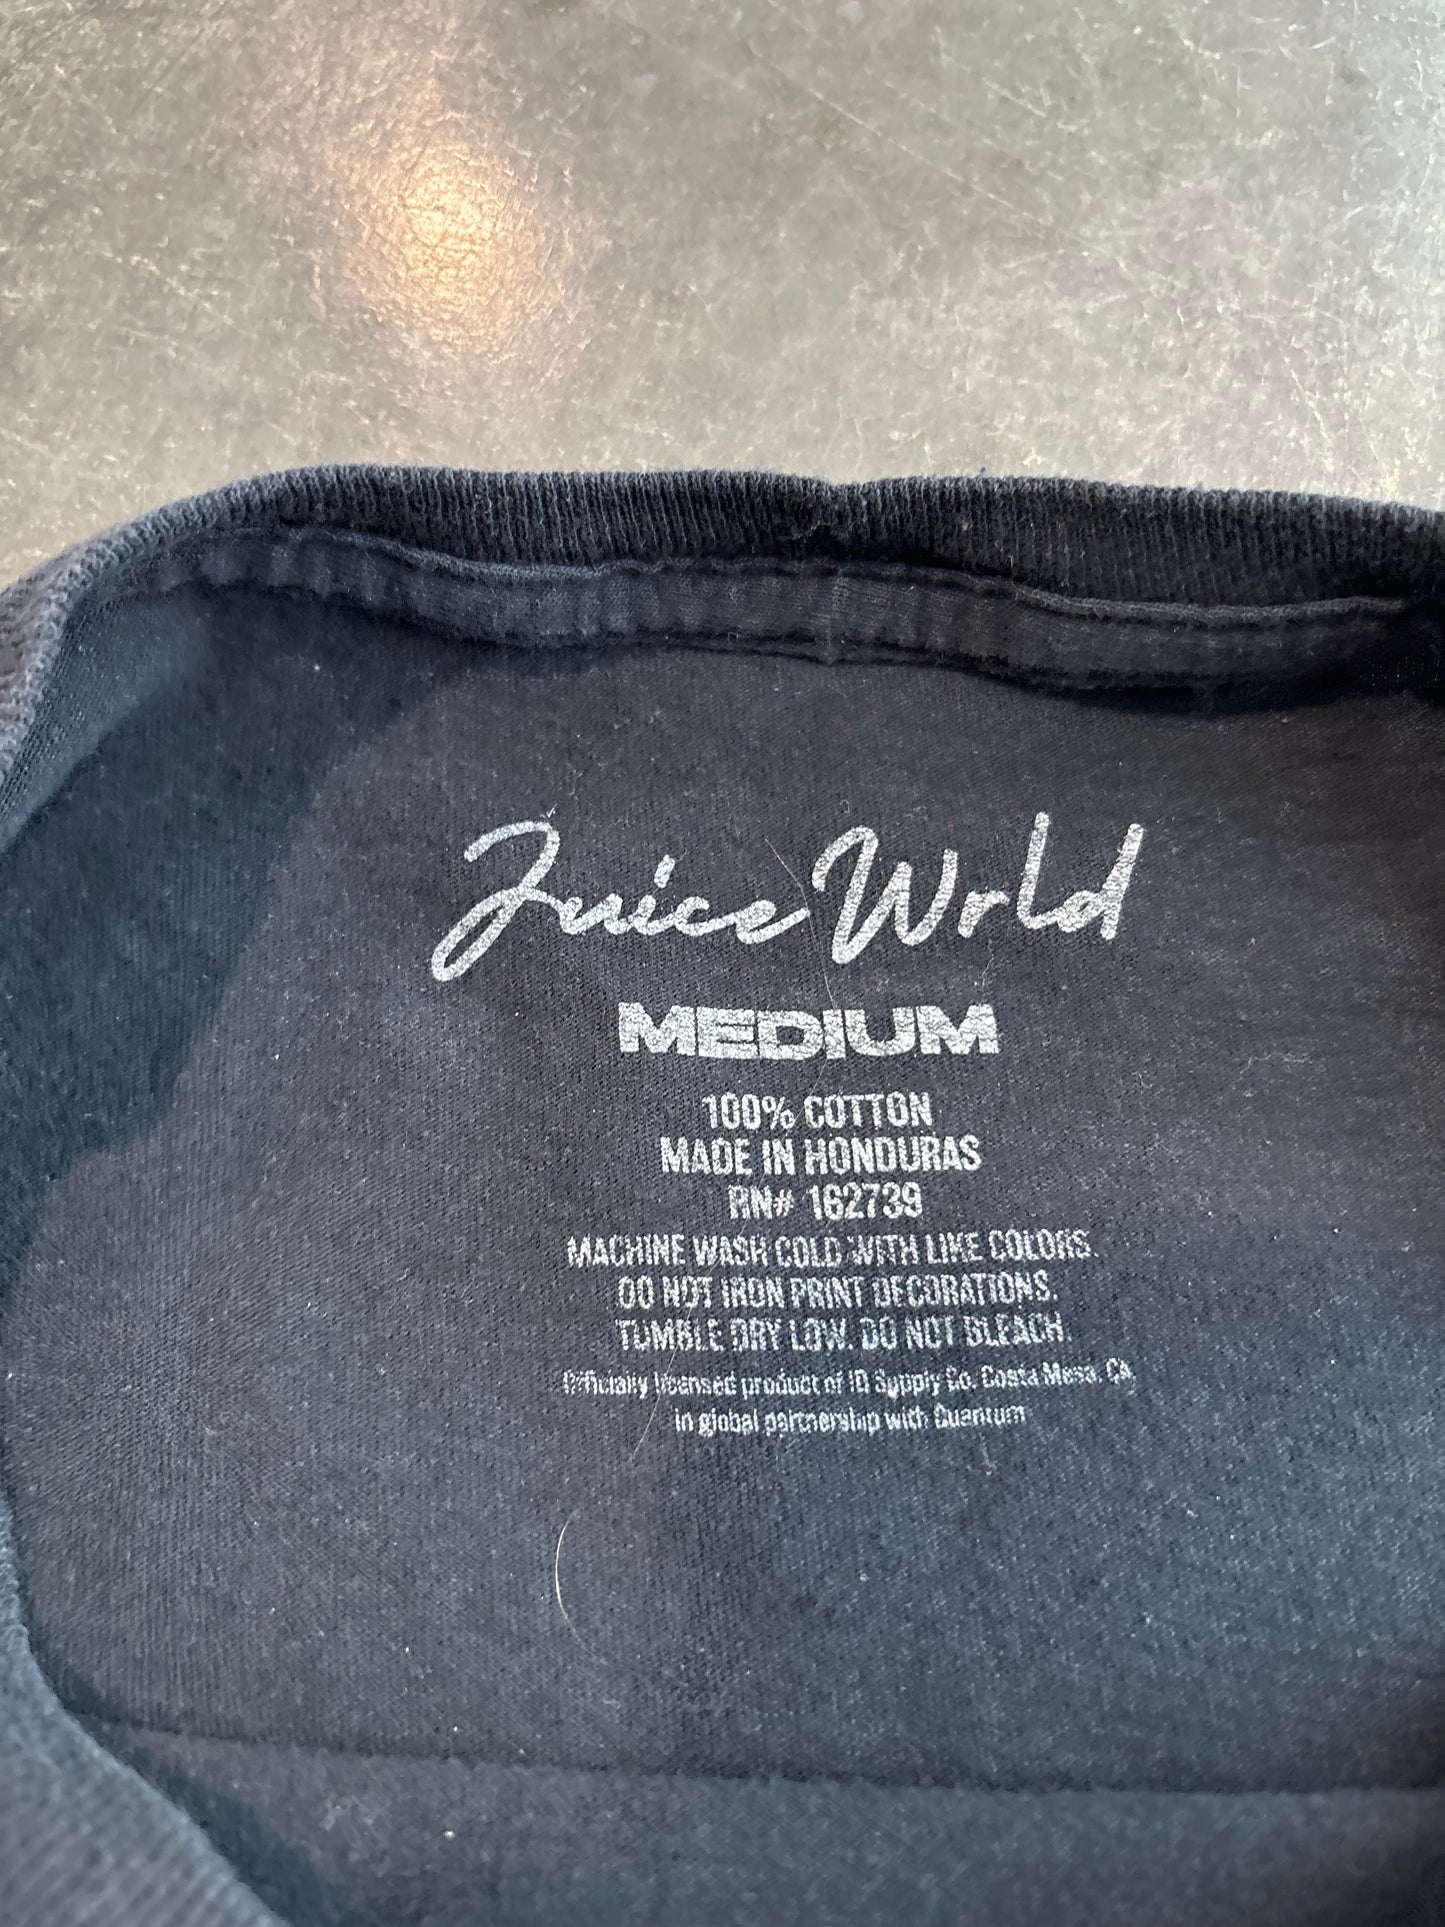 Juice Wrld
MEDIUM
100% COTTON
MADE IN HONDURAS
RN# 162739
MACHINE WASH COLD WITH LIKE COLORS.
DO NOT IRON PRINT DECORATIONS.
TUMBLE DRY LOW. DO NOT BLEACH.
Officially licensed product of ID Supply Co. Costa Mesa, CA
in global partnership with Quantum